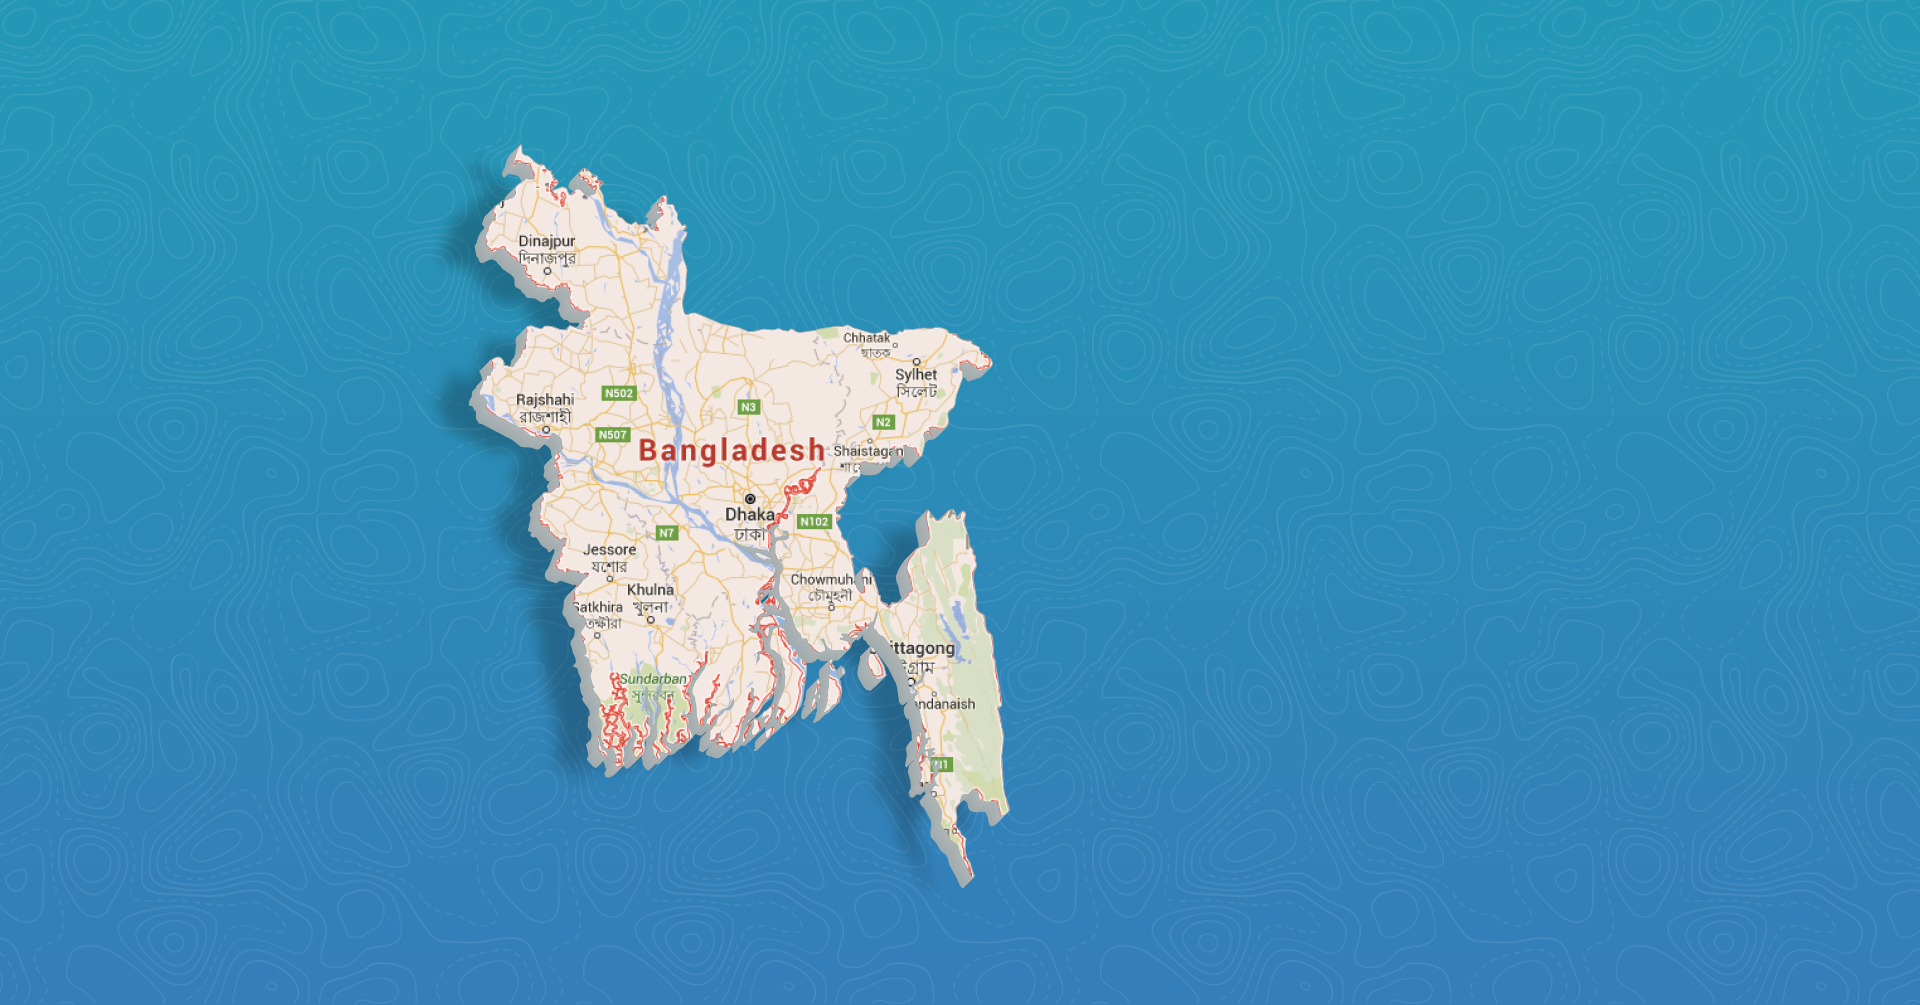 Dinajpur
দিনাজপুর
Chhatak
ছাতক
Sylhet
সিলেট
Rajshahi
রাজশাহী
N502
N3
N2
N507
Bangladesh
Shaistagan
Dhaka
ঢাকা
N102
N7
Jessore
যশোর
Chowmuhani
চৌমুহনী
Khulna
খুলনা
Satkhira
তক্ষীরা
ittagong
গ্রাম
Sundarban
সুন্দরবন
ndanaish
N1